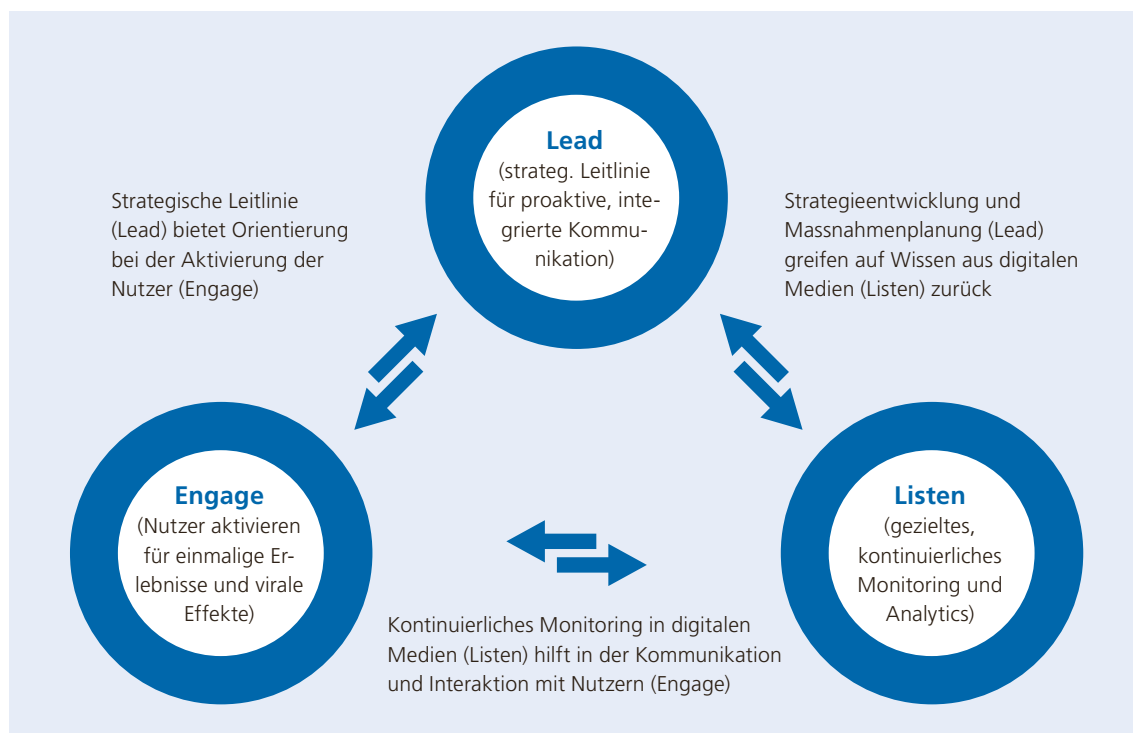 Lead
(strateg. Leitlinie
für proaktive, inte-
grierte Kommu-
nikation)
Strategische Leitlinie
(Lead) bietet Orientierung
bei der Aktivierung der
Nutzer (Engage)
Strategieentwicklung und
Massnahmenplanung (Lead)
greifen auf Wissen aus digitalen
Medien (Listen) zurück
Engage
(Nutzer aktivieren
für einmalige Er-
lebnisse und virale
Effekte)
Listen
(gezieltes,
kontinuierliches
Monitoring und
Analytics)
Kontinuierliches Monitoring in digitalen
Medien (Listen) hilft in der Kommunikation
und Interaktion mit Nutzern (Engage)